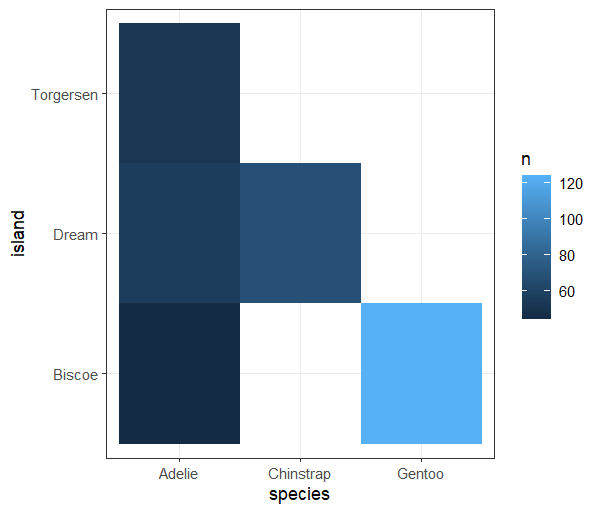 Torgersen
Dream
Biscoe
island
Adelie Chinstrap Gentoo
species
n
120
100
80
60